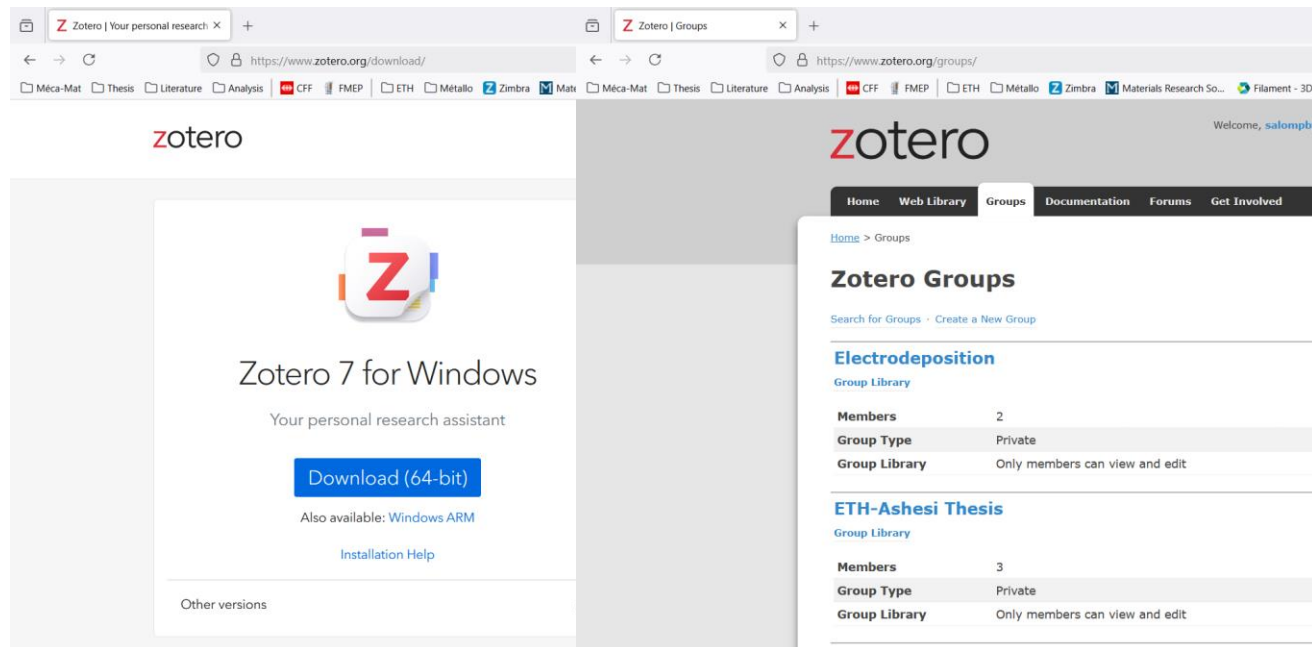 Zotero | Your personal research
https://www.zotero.org/download/
Méca-Mat Thesis Literature Analysis CFF FMEP ETH Métallo Zimbra
zotero
Zotero 7 for Windows
Your personal research assistant
Download (64-bit)
Also available: Windows ARM
Installation Help
Other versions
Zotero | Groups
https://www.zotero.org/groups/
Méca-Mat Thesis Literature Analysis CFF FMEP ETH Métallo Zimbra Materials Research So... Filament - 3D
zotero
Welcome, salompb
Home Web Library Groups Documentation Forums Get Involved
Home > Groups
Zotero Groups
Search for Groups · Create a New Group
Electrodeposition
Group Library
Members 2
Group Type Private
Group Library Only members can view and edit
ETH-Ashesi Thesis
Group Library
Members 3
Group Type Private
Group Library Only members can view and edit